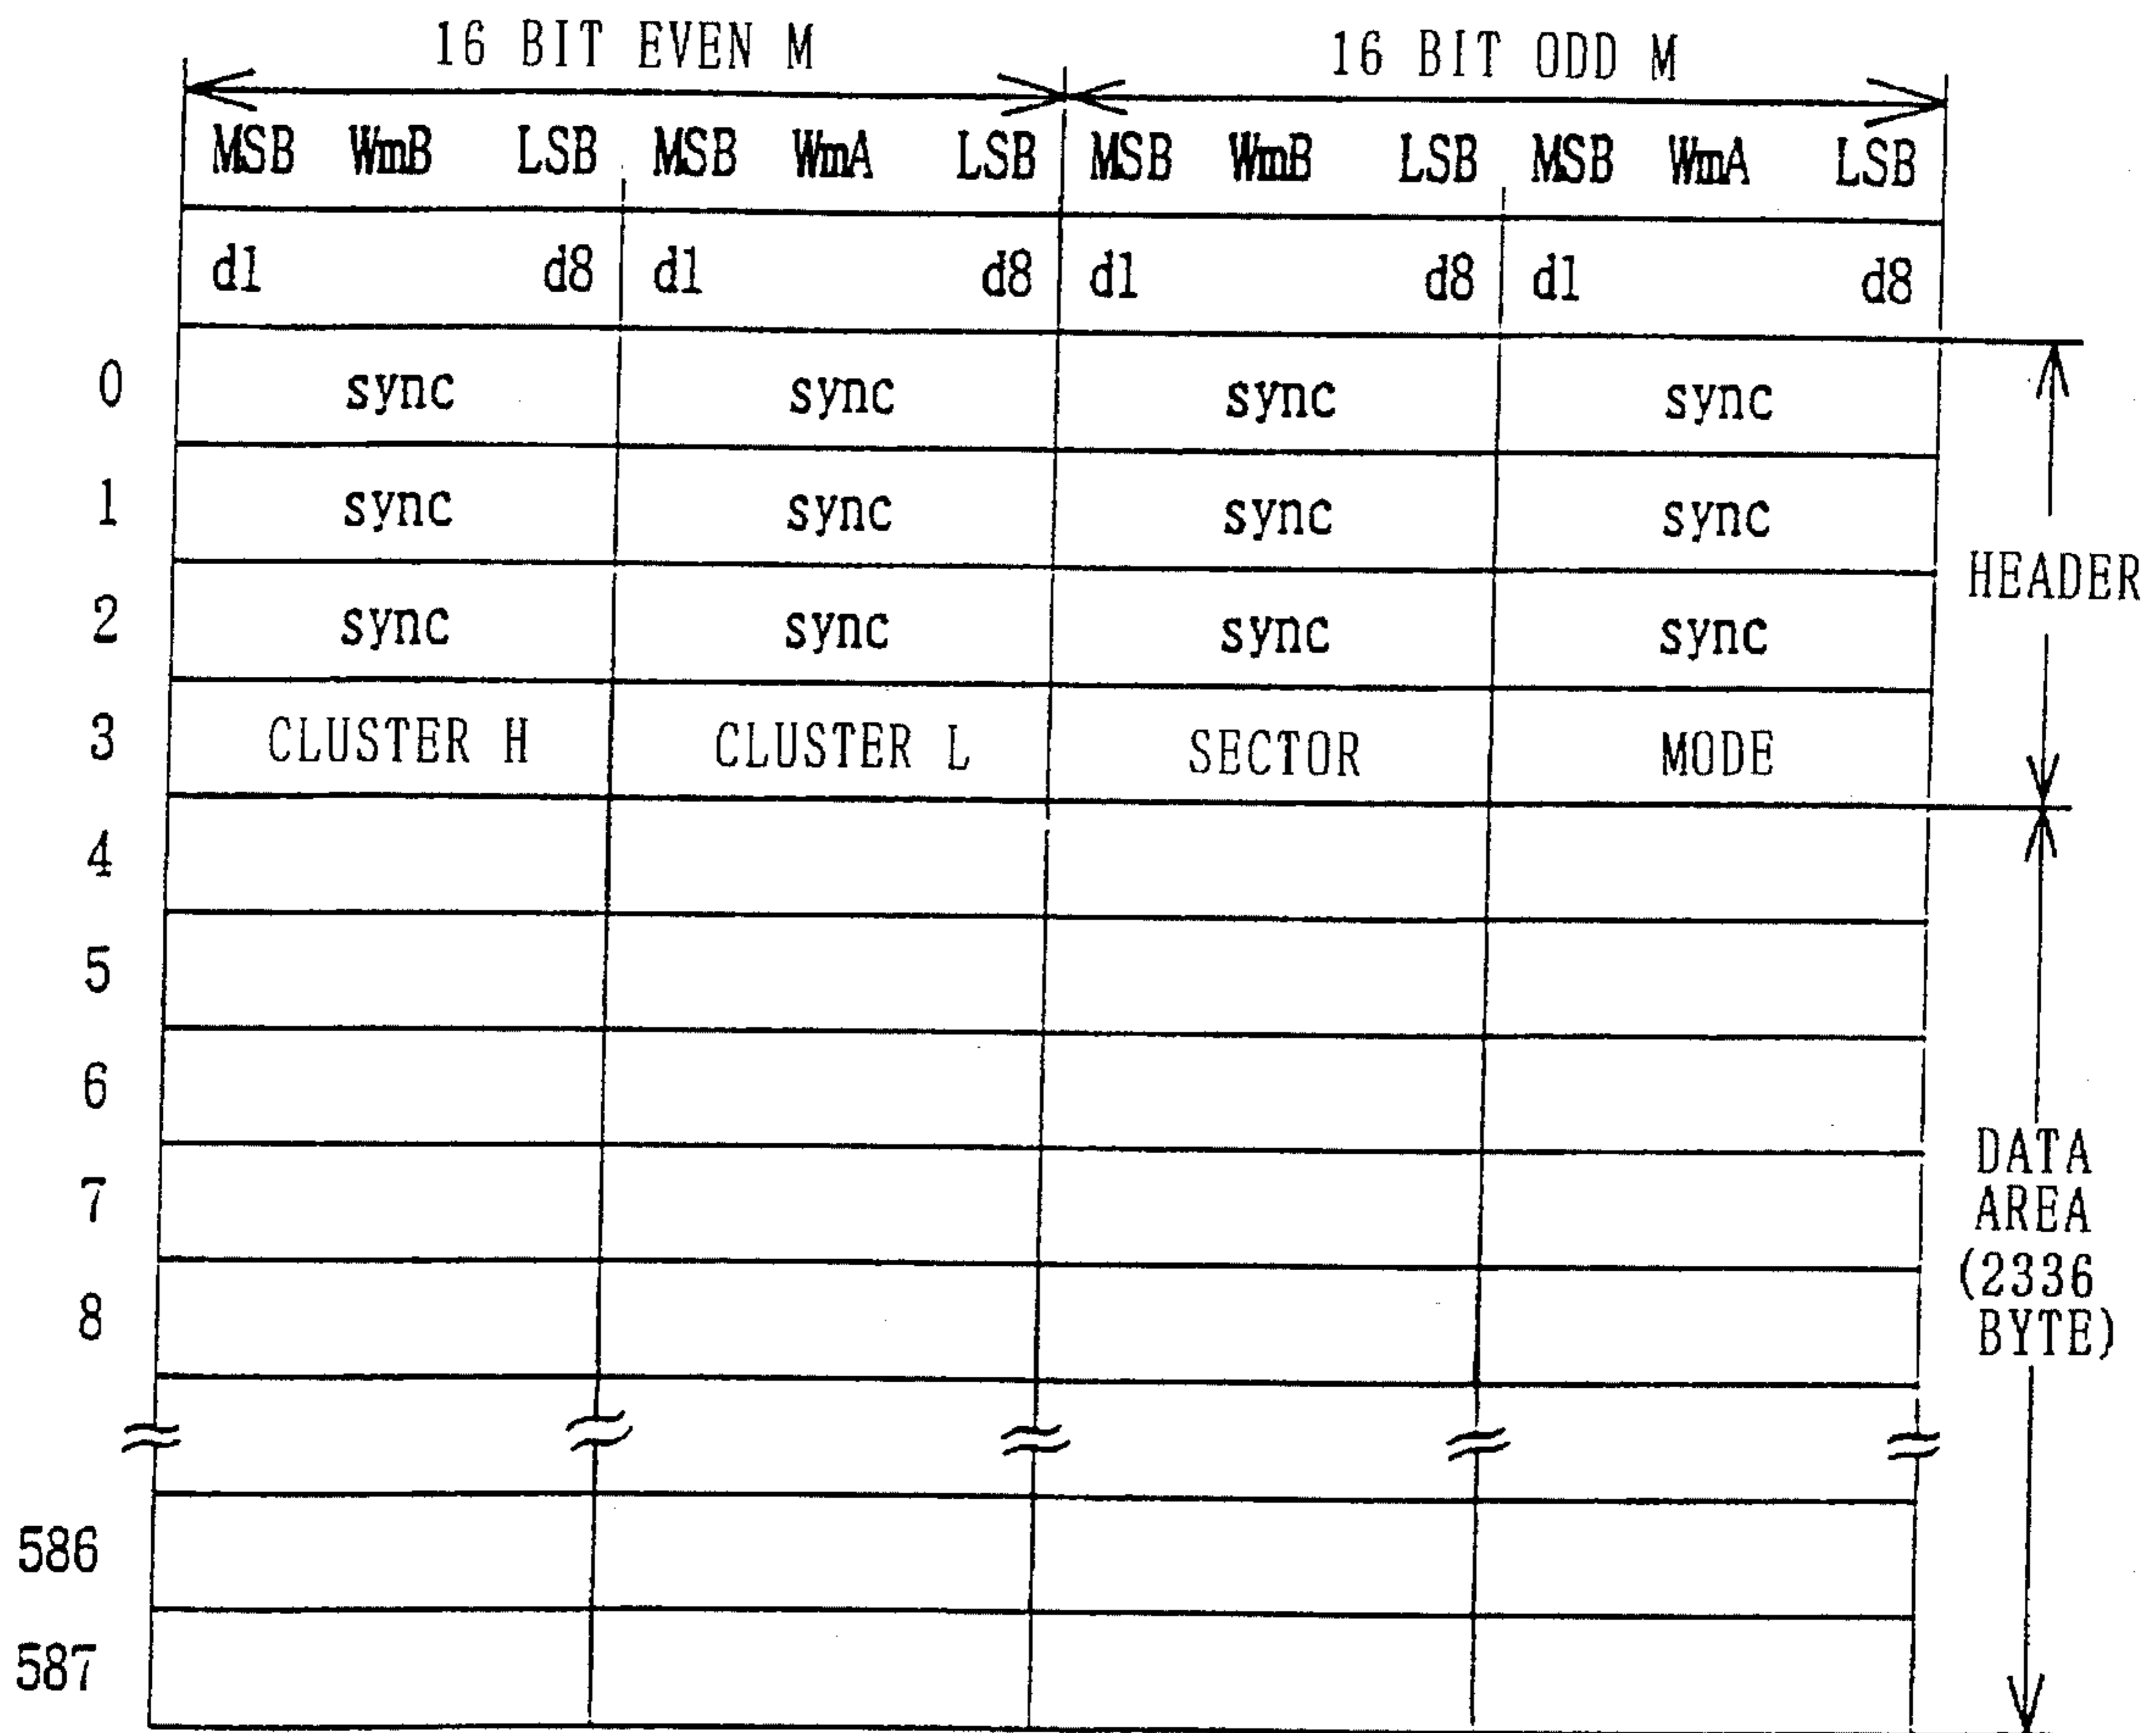 16 BIT EVEN M 16 BIT ODD M
MSB WmB LSB MSB WmA LSB MSB WmB LSB MSB WmA LSB
d1 d8 d1 d8 d1 d8 d1 d8
0 sync sync sync sync
1 sync sync sync sync
HEADER
2 sync sync sync sync
3 CLUSTER H CLUSTER L SECTOR MODE
4
5
6
7
DATA
AREA
(2336
BYTE)
8
586
587